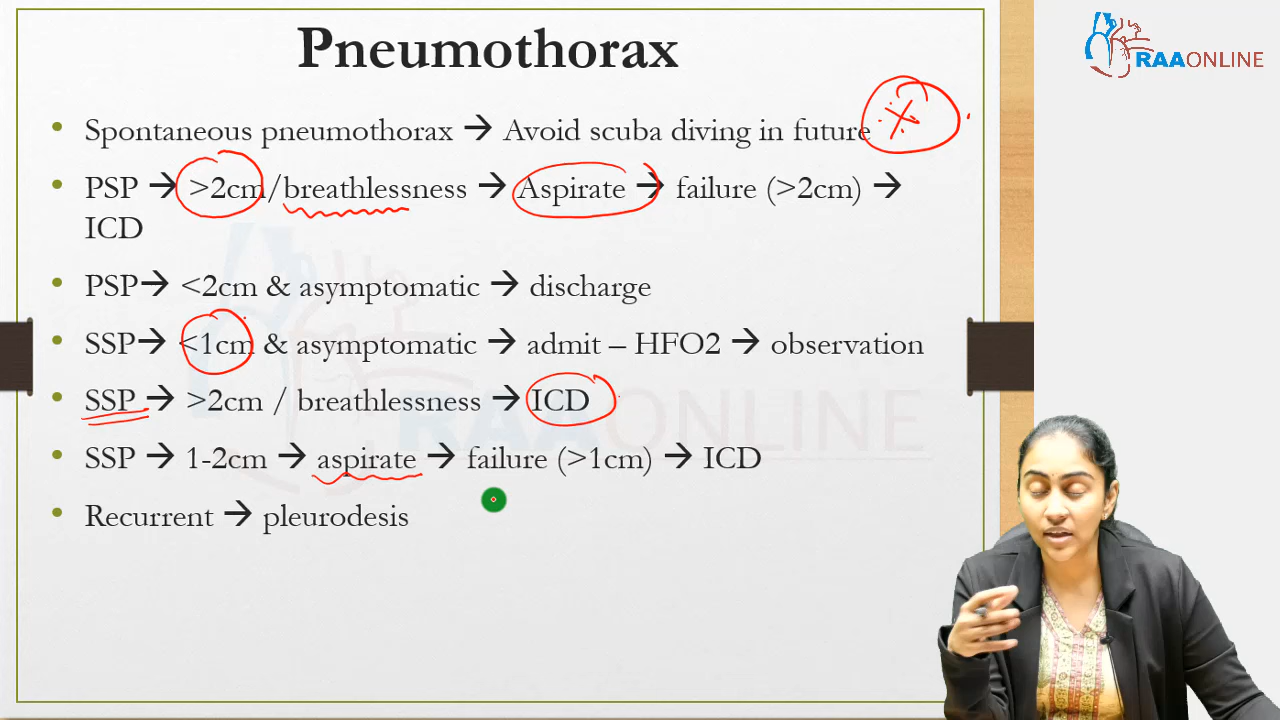 Pneumothorax
RAAONLINE
• Spontaneous pneumothorax → Avoid scuba diving in future
• PSP → >2cm/breathlessness → Aspirate → failure (>2cm) →
ICD
• PSP→ <2cm & asymptomatic → discharge
• SSP→ <1cm & asymptomatic → admit – HFO2 → observation
• SSP → >2cm / breathlessness → ICD
• SSP → 1-2cm → aspirate → failure (>1cm) → ICD
• Recurrent → pleurodesis
RAAONLINE